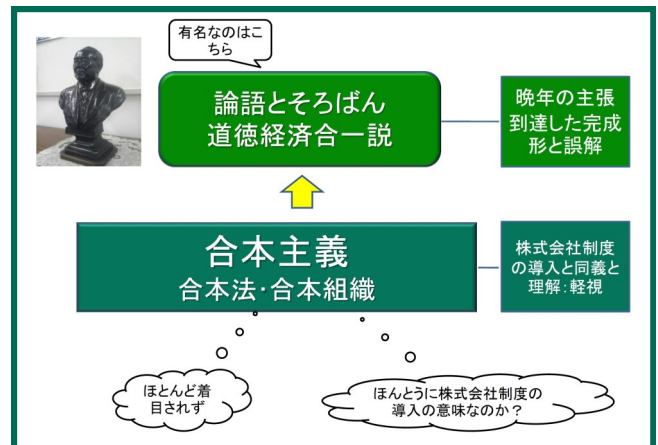 有名なのはこ
ちら
論語とそろばん
道徳経済合一説
晩年の主張
到達した完成
形と誤解
合本主義
合本法・合本組織
株式会社制度
の導入と同義と
理解：軽視
ほとんど着
目されず
ほんとうに株式会社制度の
導入の意味なのか？